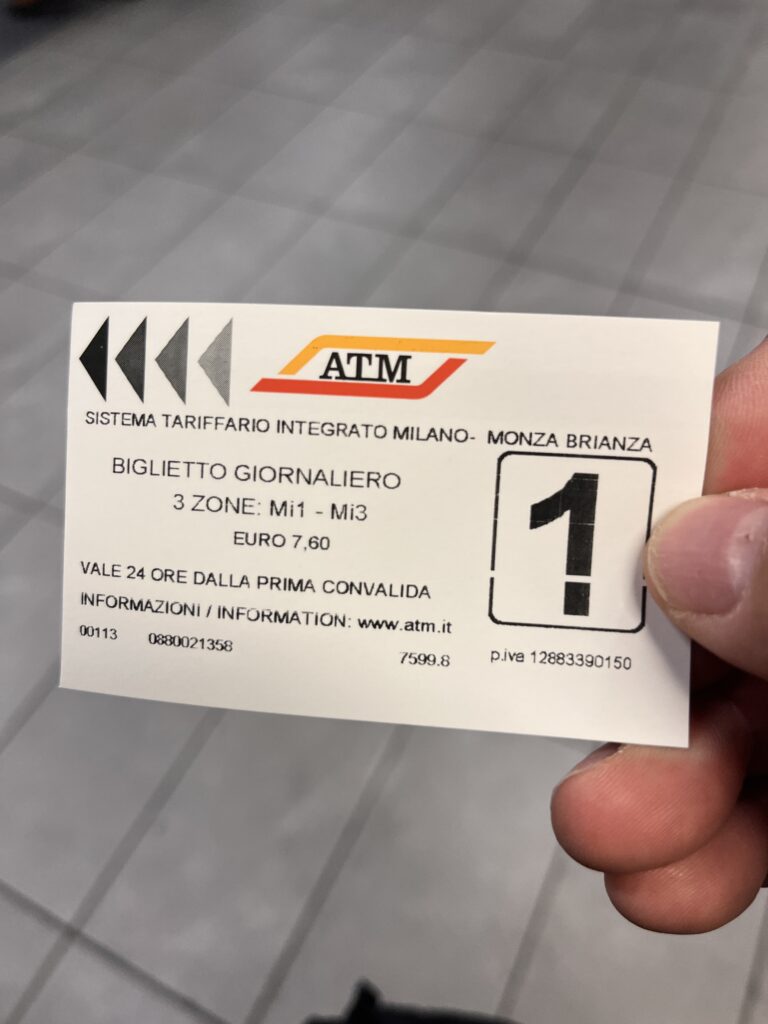 ATM
SISTEMA TARIFFARIO INTEGRATO MILANO- MONZA BRIANZA
BIGLIETTO GIORNALIERO
3 ZONE: Mi1 - Mi3
EURO 7,60
1
VALE 24 ORE DALLA PRIMA CONVALIDA
INFORMAZIONI / INFORMATION: www.atm.it
00113 0880021358 7599.8 p.iva 12883390150